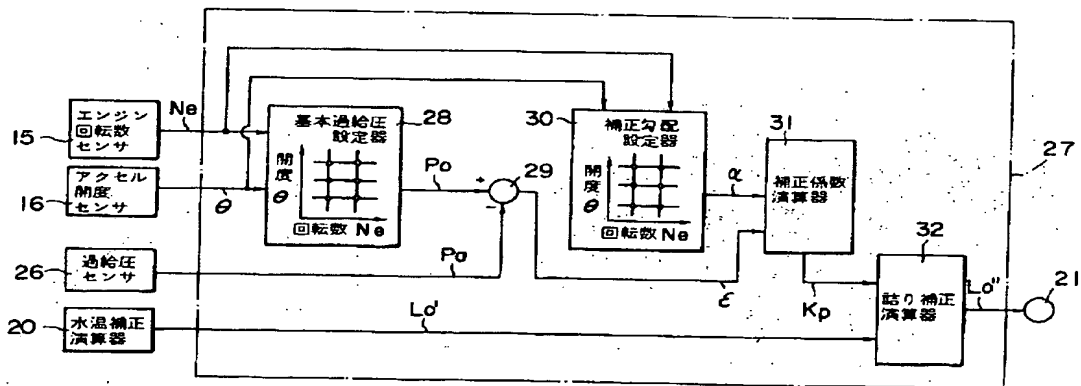 エンジン
回転数
センサ
15
Ne
アクセル
開度
センサ
16
θ
過給圧
センサ
26
水温補正
演算器
20
基本過給圧
設定器
28
開度
θ
回転数 Ne
Po
+
-
29
Pa
Lo'
30
補正勾配
設定器
開度
θ
回転数 Ne
α
ε
31
補正係数
演算器
Kp
32
詰り補正
演算器
Lo"
21
27